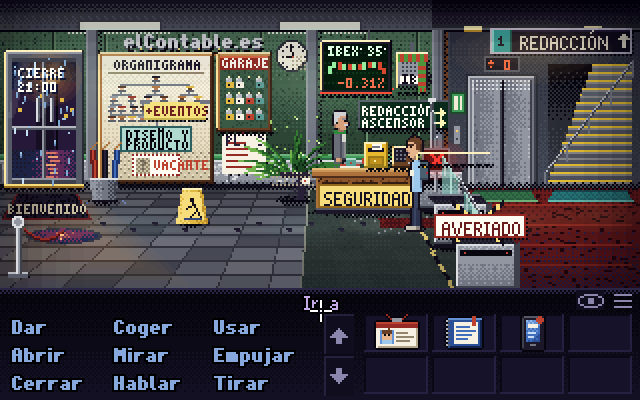 elContable.es
CIERRE
21:00
ORGANIGRAMA
+EVENTOS
DISEÑO
PRODUCTO
VACANTE
GARAJE
IBEX 35
-0.31%
REDACCIÓN
ASCENSOR
1 REDACCIÓN ↑
0
BIENVENIDO
SEGURIDAD
AVERIADO
Ir a
Dar Coger Usar
Abrir Mirar Empujar
Cerrar Hablar Tirar